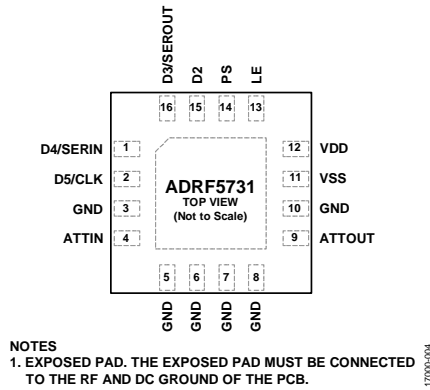 D3/SEROUT
D2
PS
LE
16
15
14
13
D4/SERIN 1
D5/CLK 2
GND 3
ATTIN 4
ADRF5731
TOP VIEW
(Not to Scale)
12 VDD
11 VSS
10 GND
9 ATTOUT
5
6
7
8
GND
GND
GND
GND
NOTES
1. EXPOSED PAD. THE EXPOSED PAD MUST BE CONNECTED
TO THE RF AND DC GROUND OF THE PCB.
17000-004